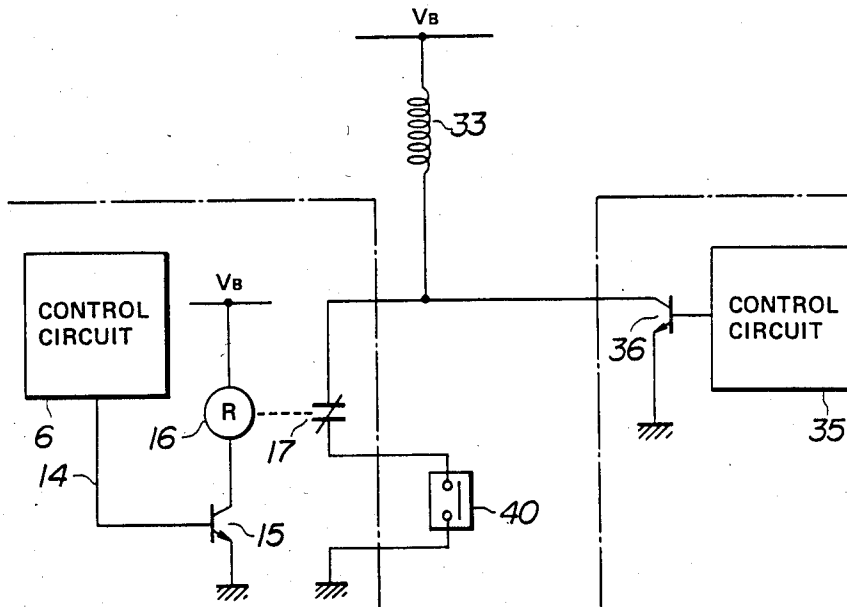 VB
33
CONTROL
CIRCUIT
VB
CONTROL
CIRCUIT
36
R
6
16
17
35
14
15
40